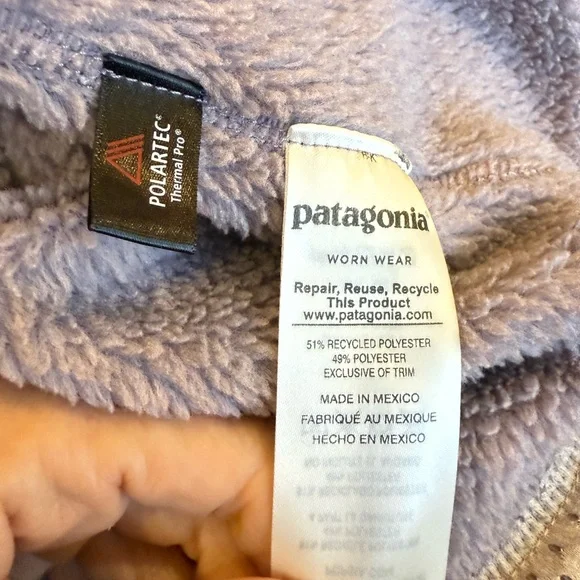 POLARTEC®
Thermal Pro®
patagonia
WORN WEAR
Repair, Reuse, Recycle
This Product
www.patagonia.com
51% RECYCLED POLYESTER
49% POLYESTER
EXCLUSIVE OF TRIM
MADE IN MEXICO
FABRIQUÉ AU MEXIQUE
HECHO EN MEXICO